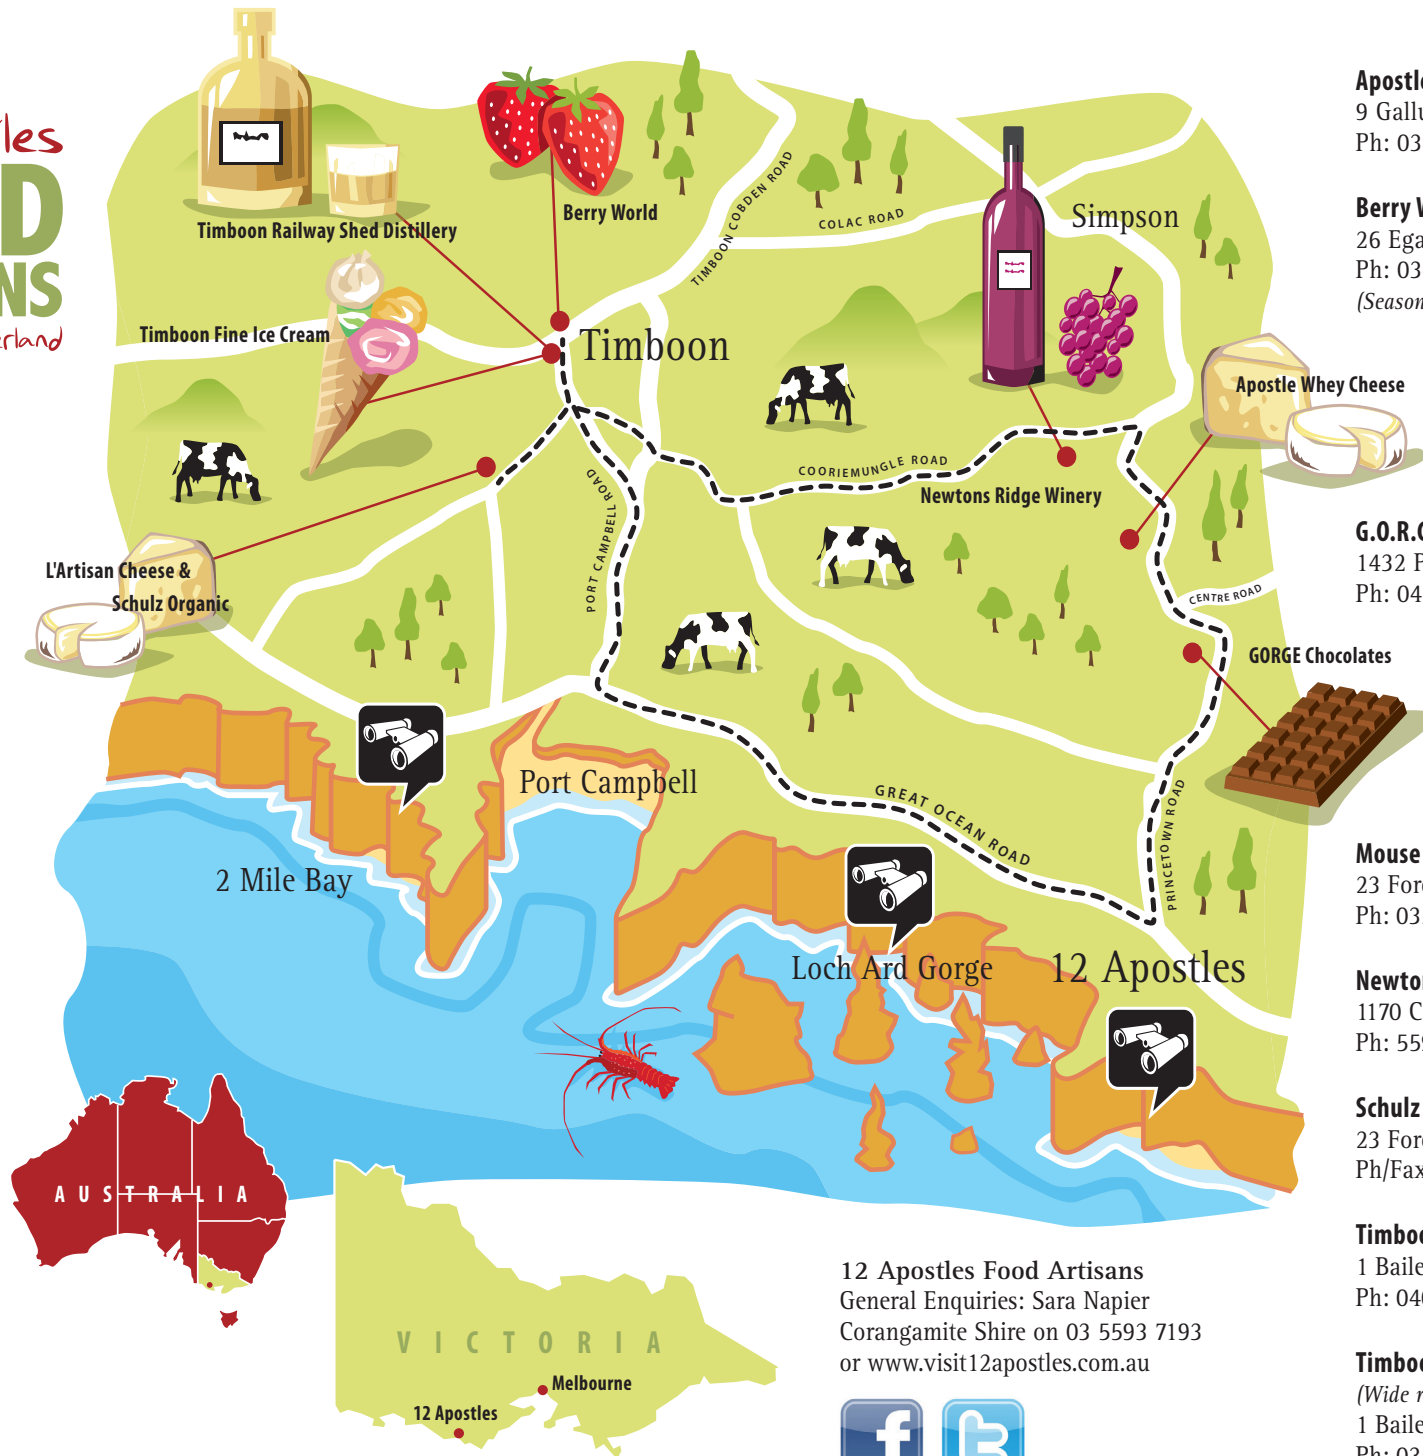 Timboon Railway Shed Distillery
Berry World
Timboon Fine Ice Cream
TIMBOON COBDEN ROAD
COLAC ROAD
Simpson
Timboon
Apostle Whey Cheese
COORIEMUNGLE ROAD
Newtons Ridge Winery
PORT CAMPBELL ROAD
L'Artisan Cheese &
Schulz Organic
CENTRE ROAD
GORGE Chocolates
Port Campbell
GREAT OCEAN ROAD
PRINCETOWN ROAD
2 Mile Bay
Loch Ard Gorge
12 Apostles
AUSTRALIA
VICTORIA
Melbourne
12 Apostles
12 Apostles Food Artisans
General Enquiries: Sara Napier
Corangamite Shire on 03 5593 7193
or www.visit12apostles.com.au
f
t
les
D
NS
erland
Apostle
9 Gallu
Ph: 03
Berry W
26 Ega
Ph: 03
(Season
G.O.R.G
1432 P
Ph: 04
Mouse
23 Fore
Ph: 03
Newton
1170 C
Ph: 559
Schulz
23 Fore
Ph/Fax
Timboo
1 Baile
Ph: 040
Timboo
(Wide r
1 Baile
Ph: 03